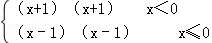 (x+1) (x+1) x<0
(x-1) (x-1) x≤0